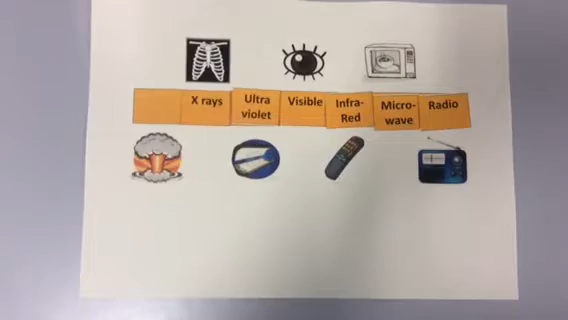 X rays
Ultra
violet
Visible
Infra-
Red
Micro-
wave
Radio